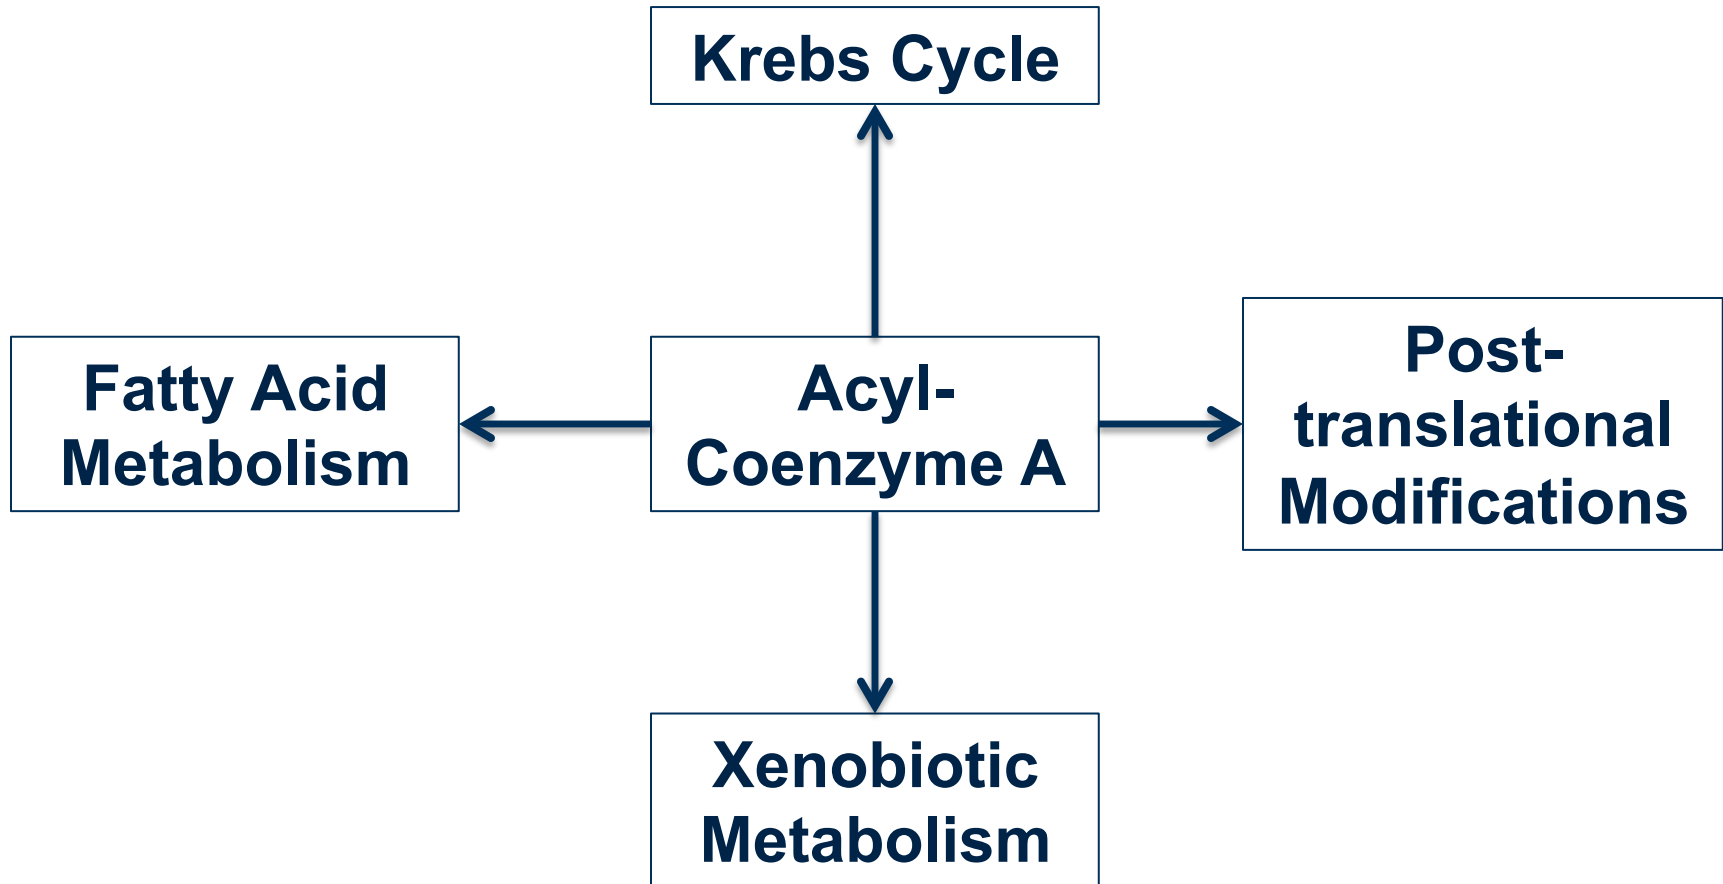 Krebs Cycle
Fatty Acid
Metabolism
Acyl-
Coenzyme A
Post-
translational
Modifications
Xenobiotic
Metabolism